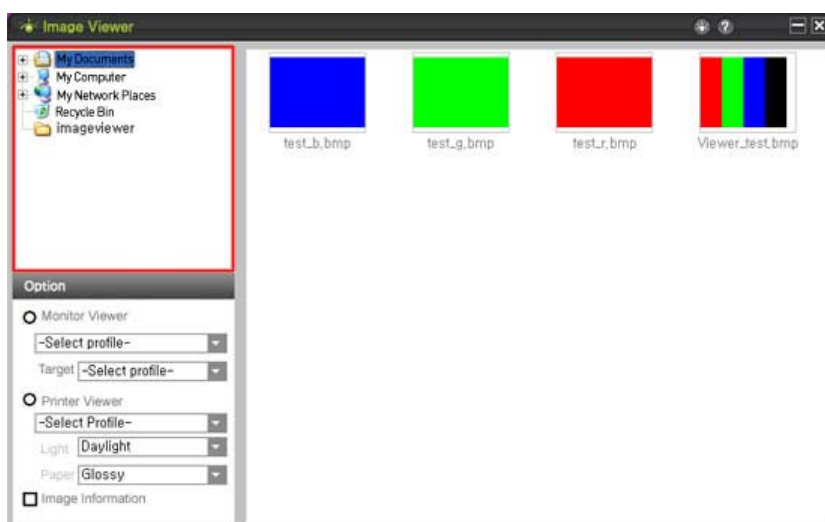 Image Viewer
?
My Documents
My Computer
My Network Places
Recycle Bin
imageviewer
test_b,bmp
test_g,bmp
test_r,bmp
Viewer_test,bmp
Option
Monitor Viewer
-Select profile-
Target -Select profile-
Printer Viewer
-Select Profile-
Light Daylight
Paper Glossy
Image Information